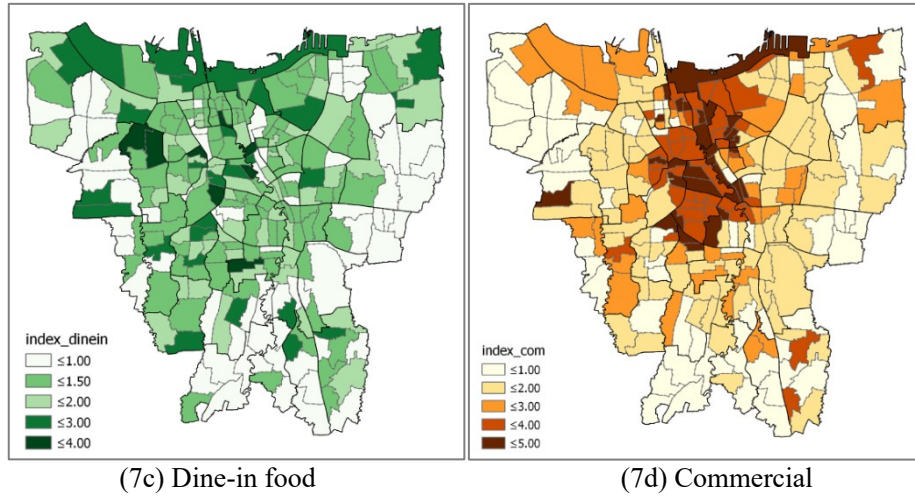 index_dinein
≤1.00
≤1.50
≤2.00
≤3.00
≤4.00
index_com
≤1.00
≤2.00
≤3.00
≤4.00
≤5.00
(7c) Dine-in food
(7d) Commercial